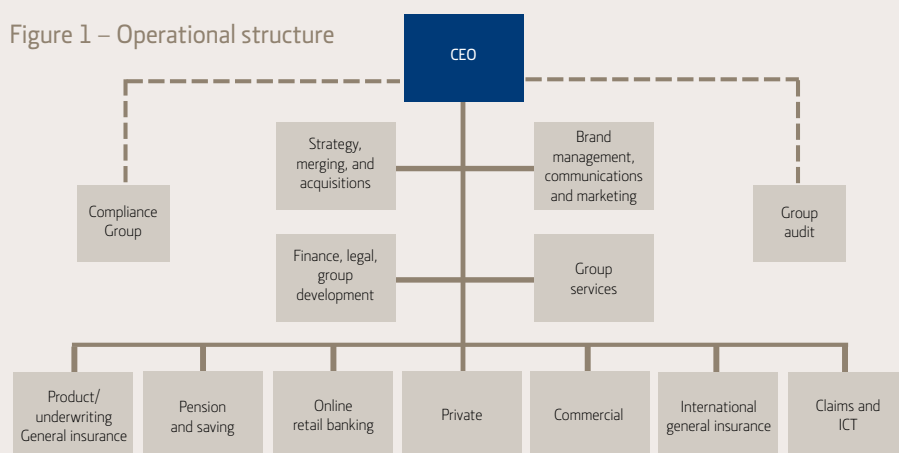 Figure 1 – Operational structure
CEO
Strategy,
merging, and
acquisitions
Brand
management,
communications
and marketing
Compliance
Group
Group
audit
Finance, legal,
group
development
Group
services
Product/
underwriting
General insurance
Pension
and saving
Online
retail banking
Private
Commercial
International
general insurance
Claims and
ICT